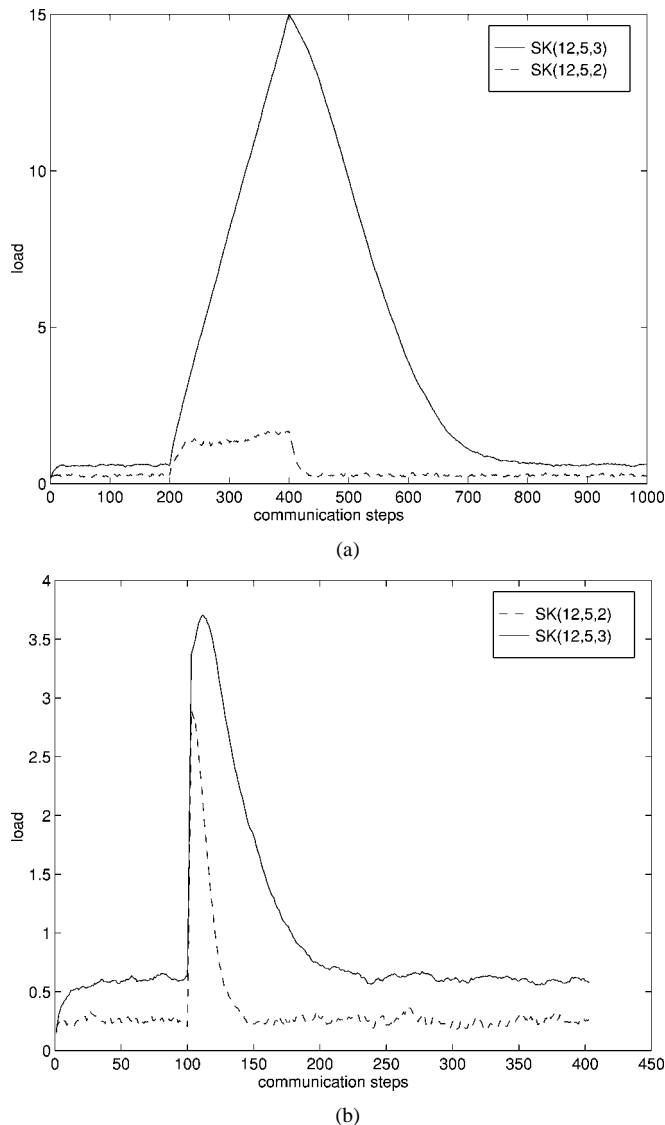 15
10
5
0
load
SK(12,5,3)
SK(12,5,2)
0 100 200 300 400 500 600 700 800 900 1000
communication steps
(a)
4
3.5
3
2.5
2
1.5
1
0.5
0
load
SK(12,5,2)
SK(12,5,3)
0 50 100 150 200 250 300 350 400 450
communication steps
(b)